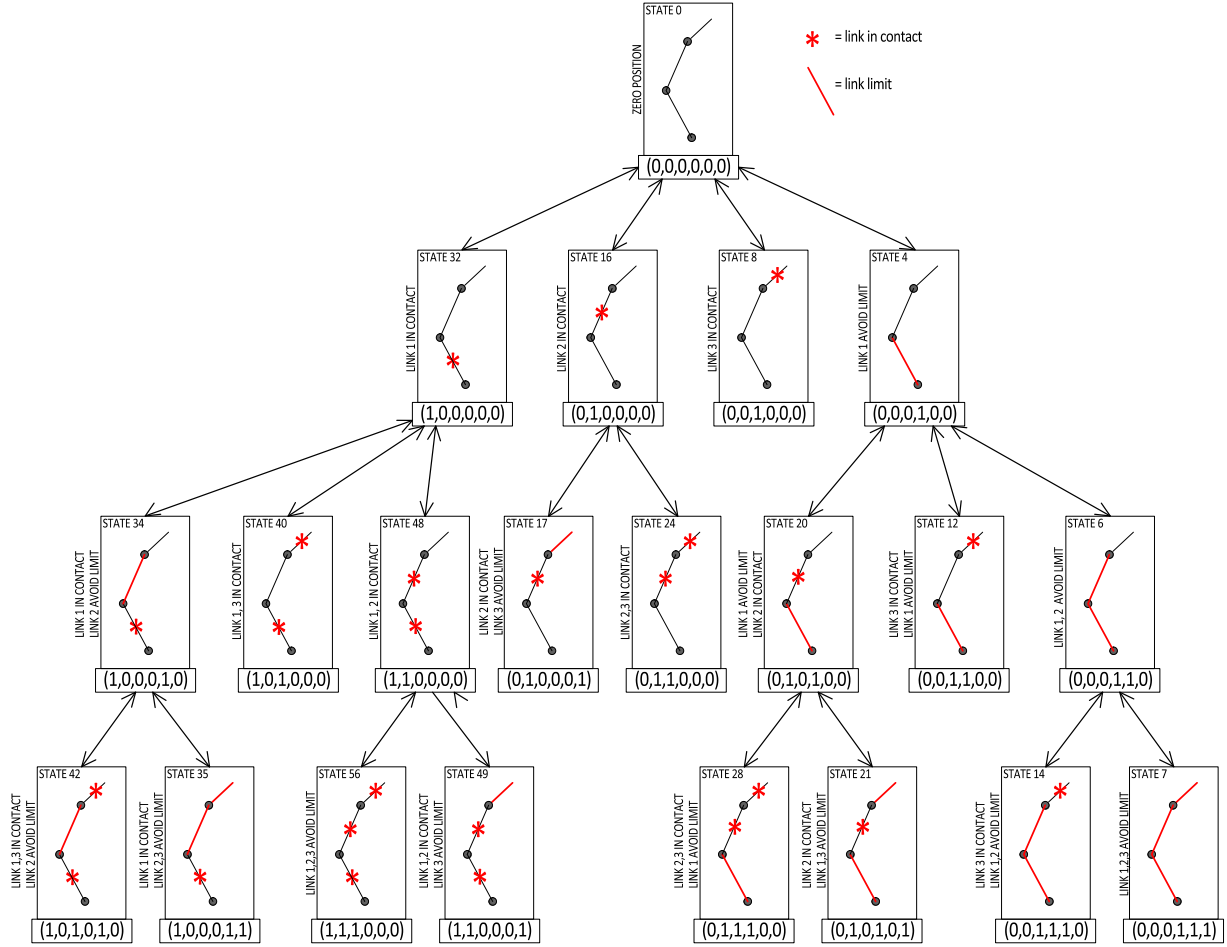 STATE 0
ZERO POSITION
(0,0,0,0,0,0)
= link in contact
= link limit
STATE 32
LINK 1 IN CONTACT
(1,0,0,0,0,0)
STATE 16
LINK 2 IN CONTACT
(0,1,0,0,0,0)
STATE 8
LINK 3 IN CONTACT
(0,0,1,0,0,0)
STATE 4
LINK 1 AVOID LIMIT
(0,0,0,1,0,0)
STATE 34
LINK 1 IN CONTACT
LINK 2 AVOID LIMIT
(1,0,0,0,1,0)
STATE 40
LINK 1, 3 IN CONTACT
(1,0,1,0,0,0)
STATE 48
LINK 1, 2 IN CONTACT
(1,1,0,0,0,0)
STATE 17
LINK 2 IN CONTACT
LINK 3 AVOID LIMIT
(0,1,0,0,0,1)
STATE 24
LINK 2,3 IN CONTACT
(0,1,1,0,0,0)
STATE 20
LINK 1 AVOID LIMIT
LINK 2 IN CONTACT
(0,1,0,1,0,0)
STATE 12
LINK 3 IN CONTACT
LINK 1 AVOID LIMIT
(0,0,1,1,0,0)
STATE 6
LINK 1, 2 AVOID LIMIT
(0,0,0,1,1,0)
STATE 42
LINK 1,3 IN CONTACT
LINK 2 AVOID LIMIT
(1,0,1,0,1,0)
STATE 35
LINK 1 IN CONTACT
LINK 2,3 AVOID LIMIT
(1,0,0,0,1,1)
STATE 56
LINK 1,2,3 AVOID LIMIT
(1,1,1,0,0,0)
STATE 49
LINK 1,2 IN CONTACT
LINK 3 AVOID LIMIT
(1,1,0,0,0,1)
STATE 28
LINK 2,3 IN CONTACT
LINK 1 AVOID LIMIT
(0,1,1,1,0,0)
STATE 21
LINK 2 IN CONTACT
LINK 1,3 AVOID LIMIT
(0,1,0,1,0,1)
STATE 14
LINK 3 IN CONTACT
LINK 1,2 AVOID LIMIT
(0,0,1,1,1,0)
STATE 7
LINK 1,2,3 AVOID LIMIT
(0,0,0,1,1,1)